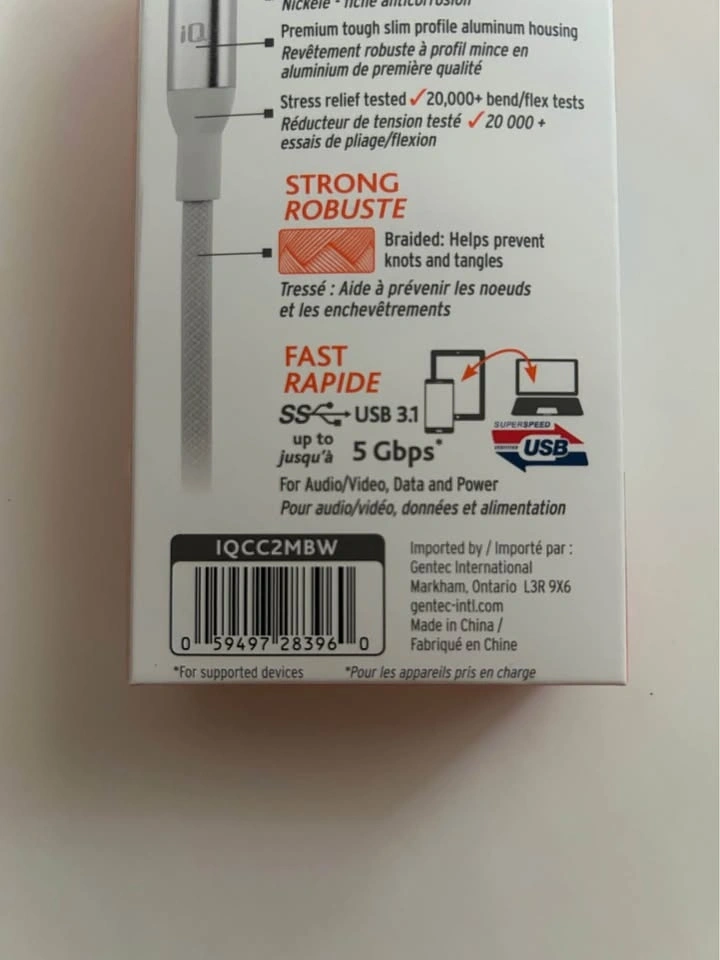 Nickelé - fiche anticorrosion
iQ
Premium tough slim profile aluminum housing
Revêtement robuste à profil mince en
aluminium de première qualité
Stress relief tested ✓20,000+ bend/flex tests
Réducteur de tension testé ✓20 000 +
essais de pliage/flexion
STRONG
ROBUSTE
Braided: Helps prevent
knots and tangles
Tressé : Aide à prévenir les noeuds
et les enchevêtrements
FAST
RAPIDE
SS USB 3.1
up to
jusqu'à 5 Gbps*
SUPERSPEED
USB
For Audio/Video, Data and Power
Pour audio/vidéo, données et alimentation
IQCC2MBW
0 59497 28396 0
Imported by / Importé par :
Gentec International
Markham, Ontario L3R 9X6
gentec-intl.com
Made in China /
Fabriqué en Chine
*For supported devices *Pour les appareils pris en charge